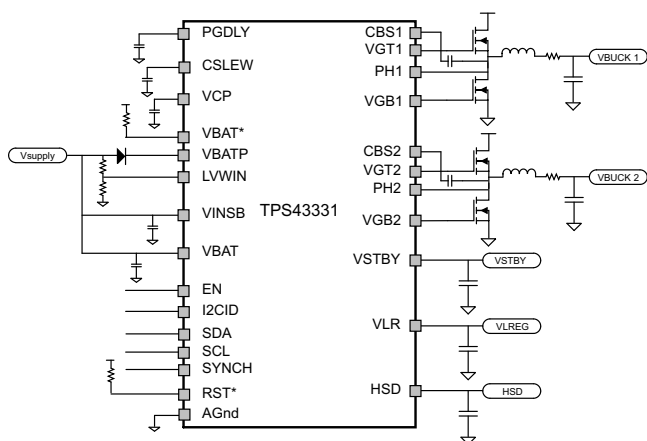 PGDLY
CSLEW
VCP
VBAT*
Vsupply
VBATP
LVWIN
VINSB
VBAT
EN
I2CID
SDA
SCL
SYNCH
RST*
AGnd
TPS43331
CBS1
VGT1
PH1
VGB1
VBUCK 1
CBS2
VGT2
PH2
VGB2
VBUCK 2
VSTBY
VSTBY
VLR
VLREG
HSD
HSD